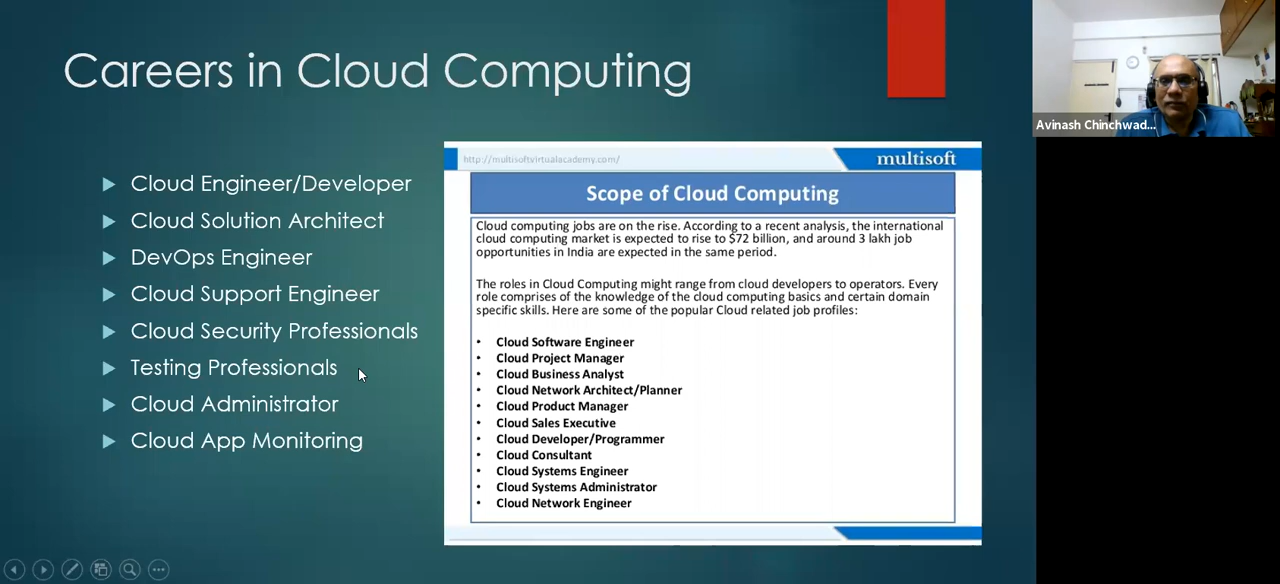 Careers in Cloud Computing
Cloud Engineer/Developer
Cloud Solution Architect
DevOps Engineer
Cloud Support Engineer
Cloud Security Professionals
Testing Professionals
Cloud Administrator
Cloud App Monitoring
http://multisoftvirtualacademy.com/
multisoft
Scope of Cloud Computing
Cloud computing jobs are on the rise. According to a recent analysis, the international
cloud computing market is expected to rise to $72 billion, and around 3 lakh job
opportunities in India are expected in the same period.
The roles in Cloud Computing might range from cloud developers to operators. Every
role comprises of the knowledge of the cloud computing basics and certain domain
specific skills. Here are some of the popular Cloud related job profiles:
• Cloud Software Engineer
• Cloud Project Manager
• Cloud Business Analyst
• Cloud Network Architect/Planner
• Cloud Product Manager
• Cloud Sales Executive
• Cloud Developer/Programmer
• Cloud Consultant
• Cloud Systems Engineer
• Cloud Systems Administrator
• Cloud Network Engineer
Avinash Chinchwad...